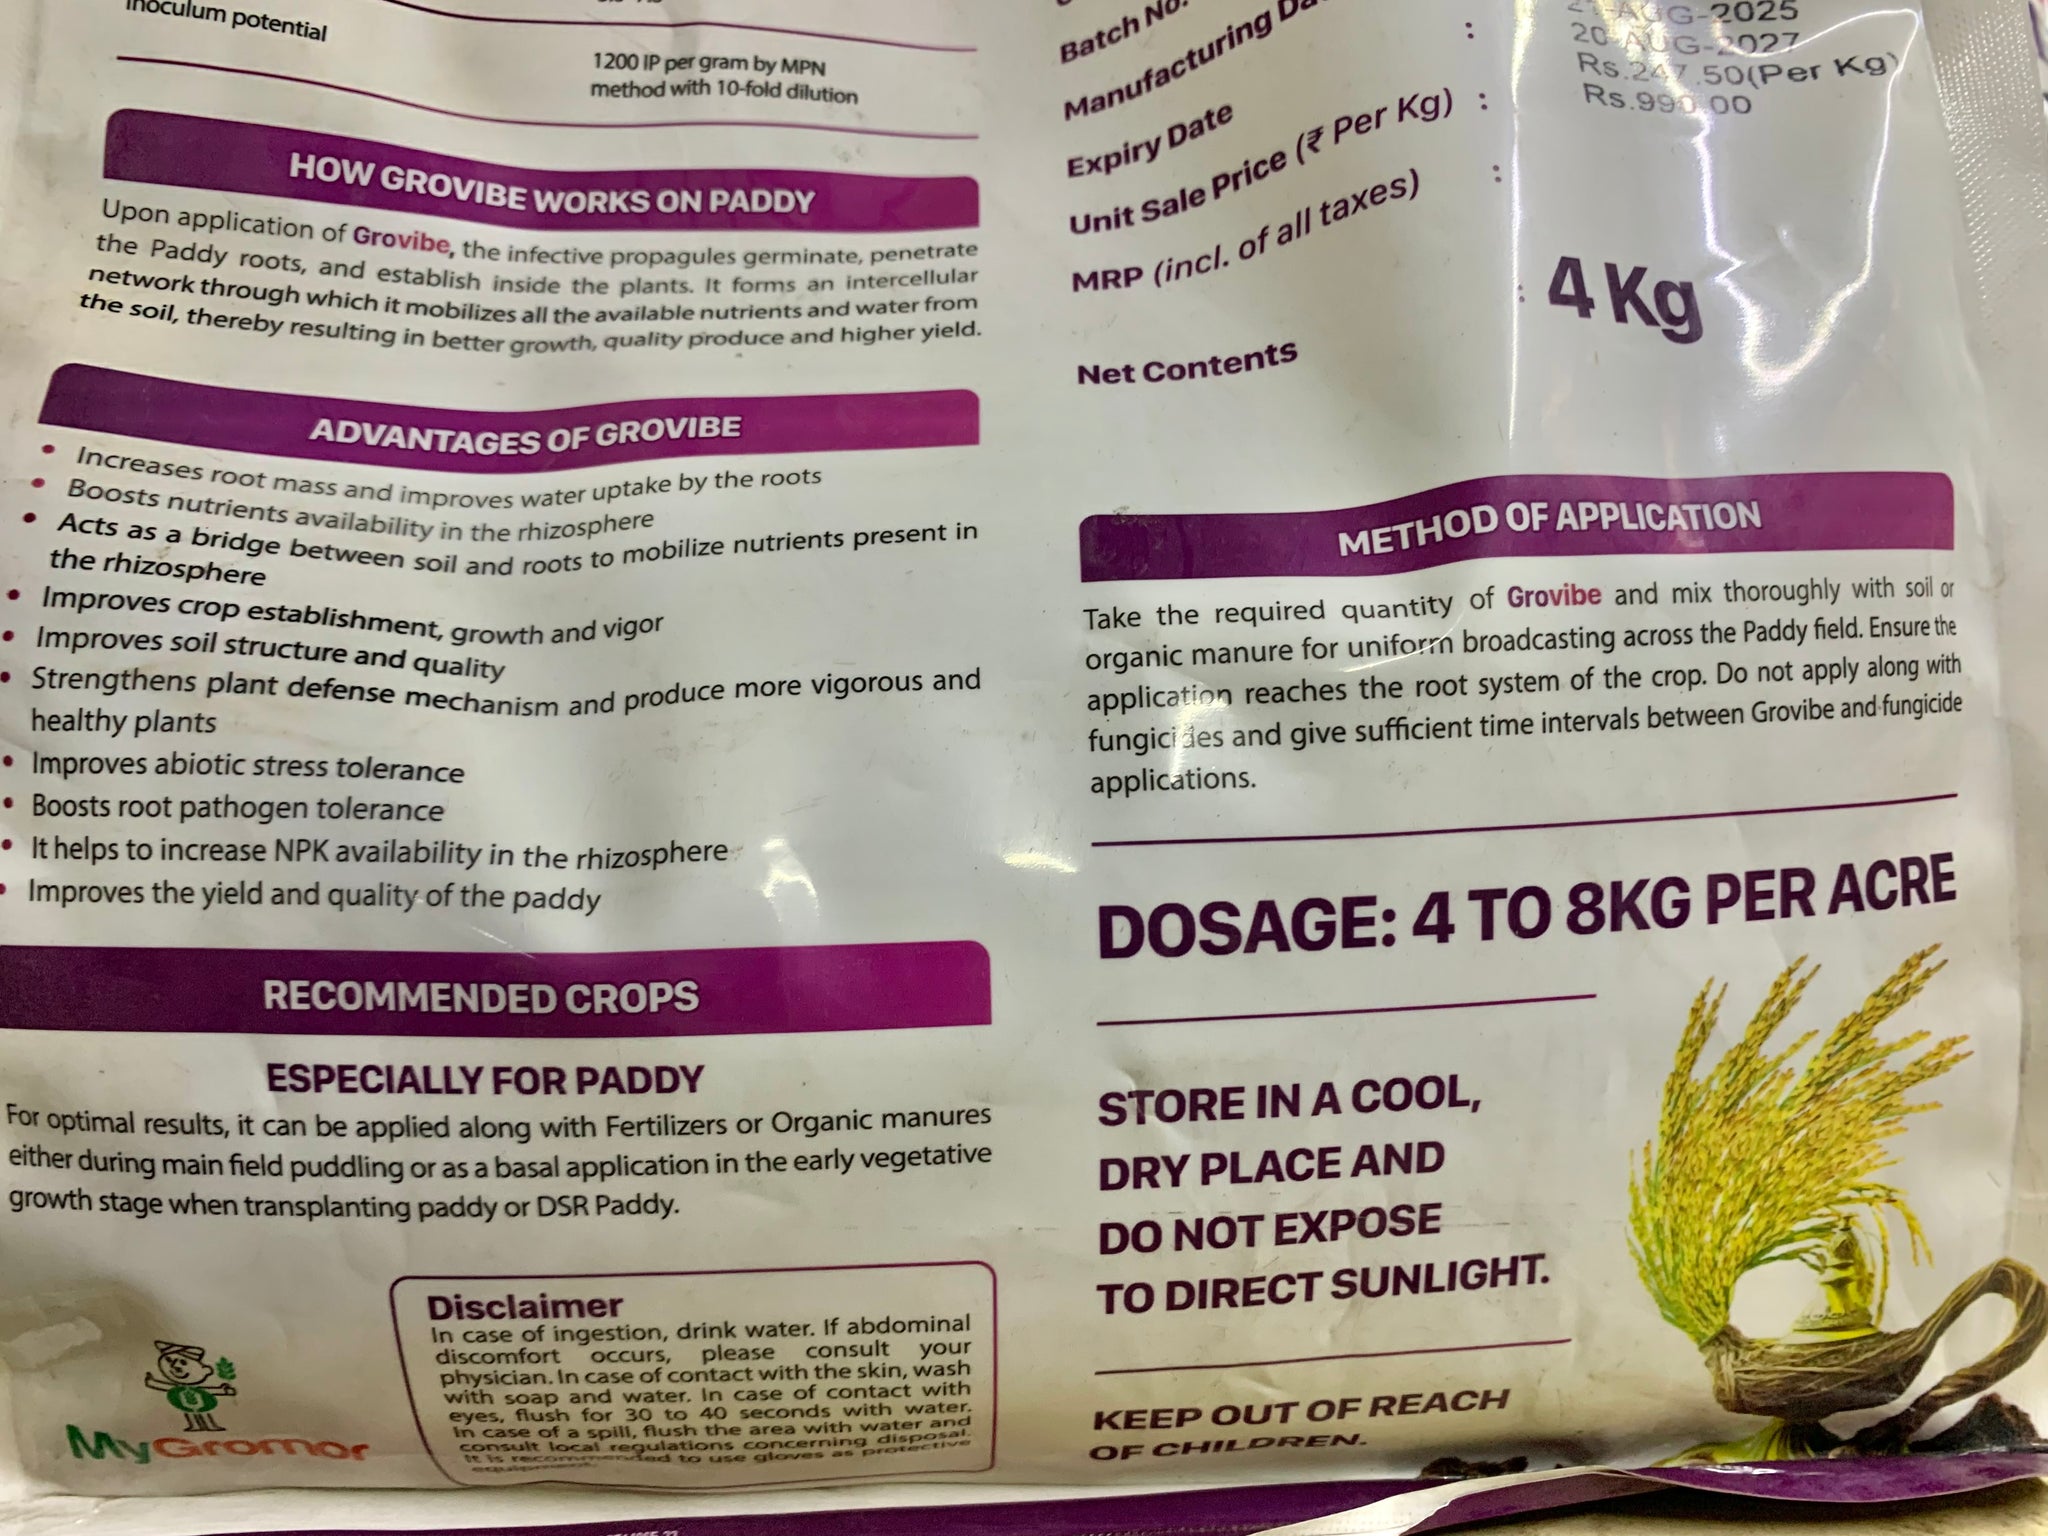 Inoculum potential
1200 IP per gram by MPN
method with 10-fold dilution
HOW GROVIBE WORKS ON PADDY
Upon application of Grovibe, the infective propagules germinate, penetrate
the Paddy roots, and establish inside the plants. It forms an intercellular
network through which it mobilizes all the available nutrients and water from
the soil, thereby resulting in better growth, quality produce and higher yield.
ADVANTAGES OF GROVIBE
• Increases root mass and improves water uptake by the roots
• Boosts nutrients availability in the rhizosphere
• Acts as a bridge between soil and roots to mobilize nutrients present in
the rhizosphere
• Improves crop establishment, growth and vigor
• Improves soil structure and quality
• Strengthens plant defense mechanism and produce more vigorous and
healthy plants
• Improves abiotic stress tolerance
• Boosts root pathogen tolerance
• It helps to increase NPK availability in the rhizosphere
• Improves the yield and quality of the paddy
RECOMMENDED CROPS
ESPECIALLY FOR PADDY
For optimal results, it can be applied along with Fertilizers or Organic manures
either during main field puddling or as a basal application in the early vegetative
growth stage when transplanting paddy or DSR Paddy.
MyGromor
Disclaimer
In case of ingestion, drink water. If abdominal
discomfort occurs, please consult your
physician. In case of contact with the skin, wash
with soap and water. In case of contact with
eyes, flush for 30 to 40 seconds with water.
In case of a spill, flush the area with water and
consult local regulations concerning disposal.
It is recommended to use gloves as protective
equipment.
Batch No.
Manufacturing
Expiry Date
Unit Sale Price (₹ Per Kg) :
MRP (incl. of all taxes) :
Net Contents : 4 Kg
AUG-2025
20-AUG-2027
Rs.247.50(Per Kg)
Rs.990.00
METHOD OF APPLICATION
Take the required quantity of Grovibe and mix thoroughly with soil or
organic manure for uniform broadcasting across the Paddy field. Ensure the
application reaches the root system of the crop. Do not apply along with
fungicides and give sufficient time intervals between Grovibe and fungicide
applications.
DOSAGE: 4 TO 8KG PER ACRE
STORE IN A COOL,
DRY PLACE AND
DO NOT EXPOSE
TO DIRECT SUNLIGHT.
KEEP OUT OF REACH
OF CHILDREN.